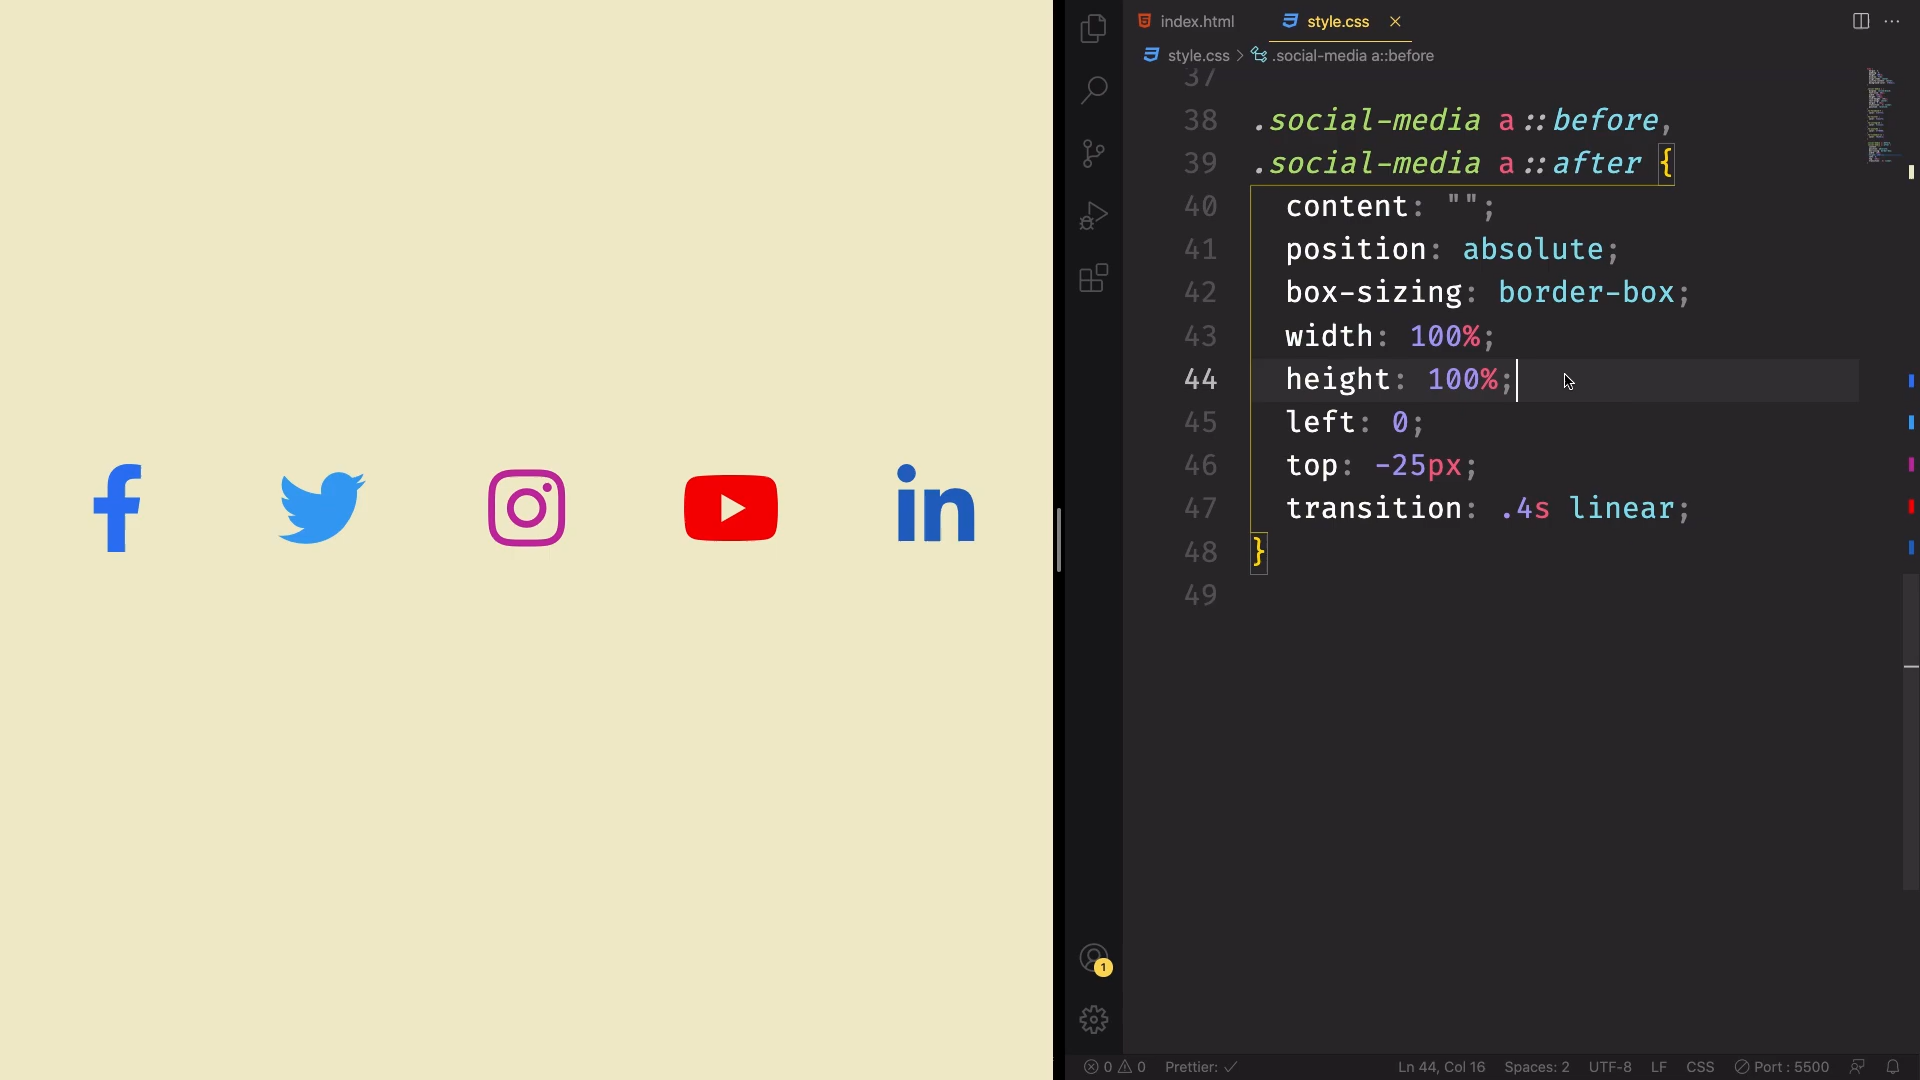 index.html
style.css
style.css > .social-media a::before
37
38 .social-media a::before,
39 .social-media a::after {
40 content: "";
41 position: absolute;
42 box-sizing: border-box;
43 width: 100%;
44 height: 100%;
45 left: 0;
46 top: -25px;
47 transition: .4s linear;
48 }
49
1
0 0 Prettier: ✓ Ln 44, Col 16 Spaces: 2 UTF-8 LF CSS Port : 5500